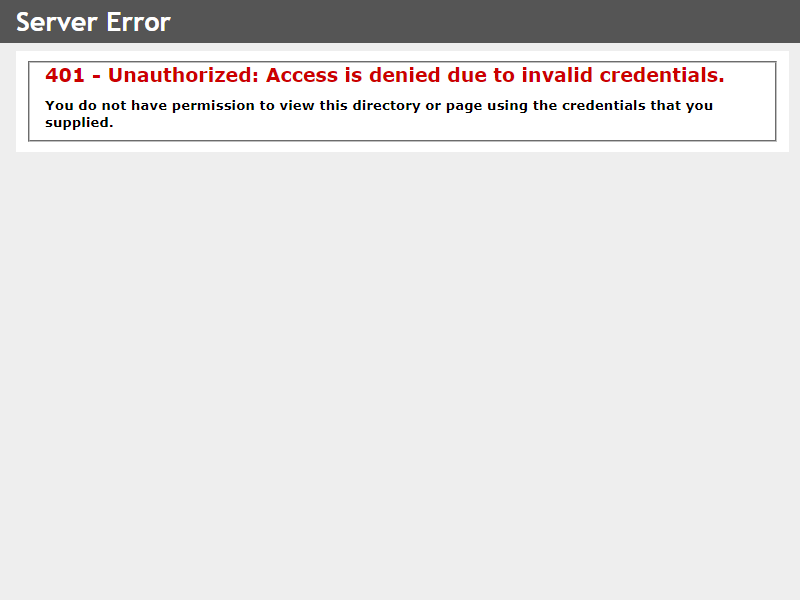 Server Error
401 - Unauthorized: Access is denied due to invalid credentials.
You do not have permission to view this directory or page using the credentials that you
supplied.